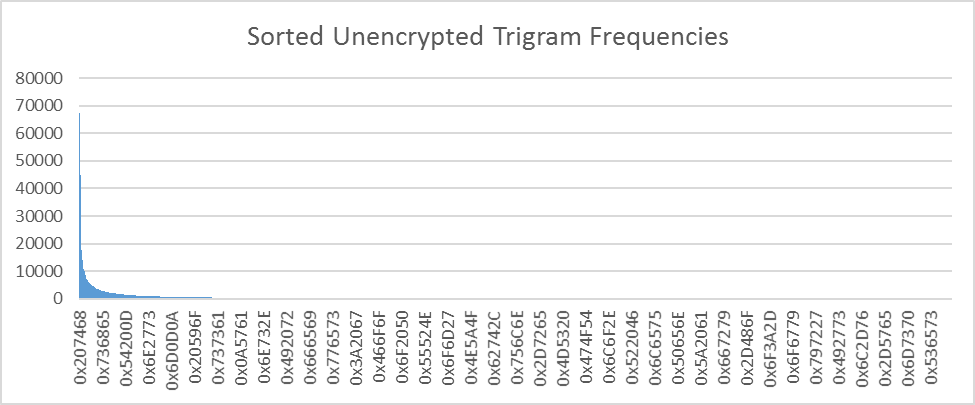 Sorted Unencrypted Trigram Frequencies
80000
70000
60000
50000
40000
30000
20000
10000
0
0x207468
0x736865
0x54200D
0x6E2773
0x6D0D0A
0x20596F
0x737361
0x0A5761
0x6E732E
0x492072
0x666569
0x776573
0x3A2067
0x466F6F
0x6F2050
0x55524E
0x6F6D27
0x4E5A4F
0x62742C
0x756C6E
0x2D7265
0x4D5320
0x474F54
0x522046
0x6C6575
0x6C6F2E
0x50656E
0x5A2061
0x667279
0x2D486F
0x6F3A2D
0x6F6779
0x797227
0x492773
0x6C2D76
0x2D5765
0x6D7370
0x536573